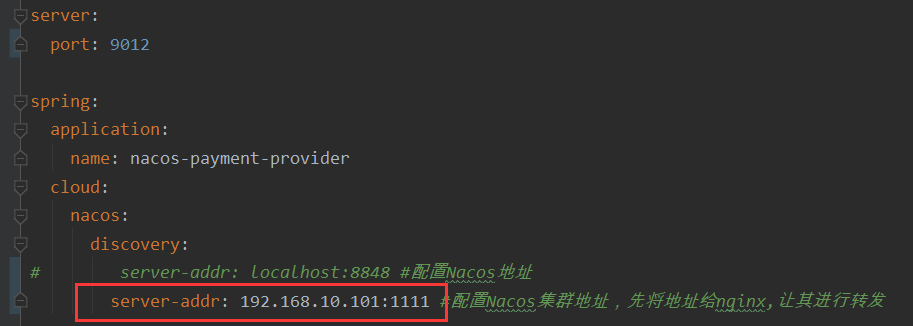 server:
  port: 9012
spring:
  application:
    name: nacos-payment-provider
  cloud:
    nacos:
      discovery:
#        server-addr: localhost:8848 #配置Nacos地址
        server-addr: 192.168.10.101:1111 #配置Nacos集群地址，先将地址给nginx,让其进行转发